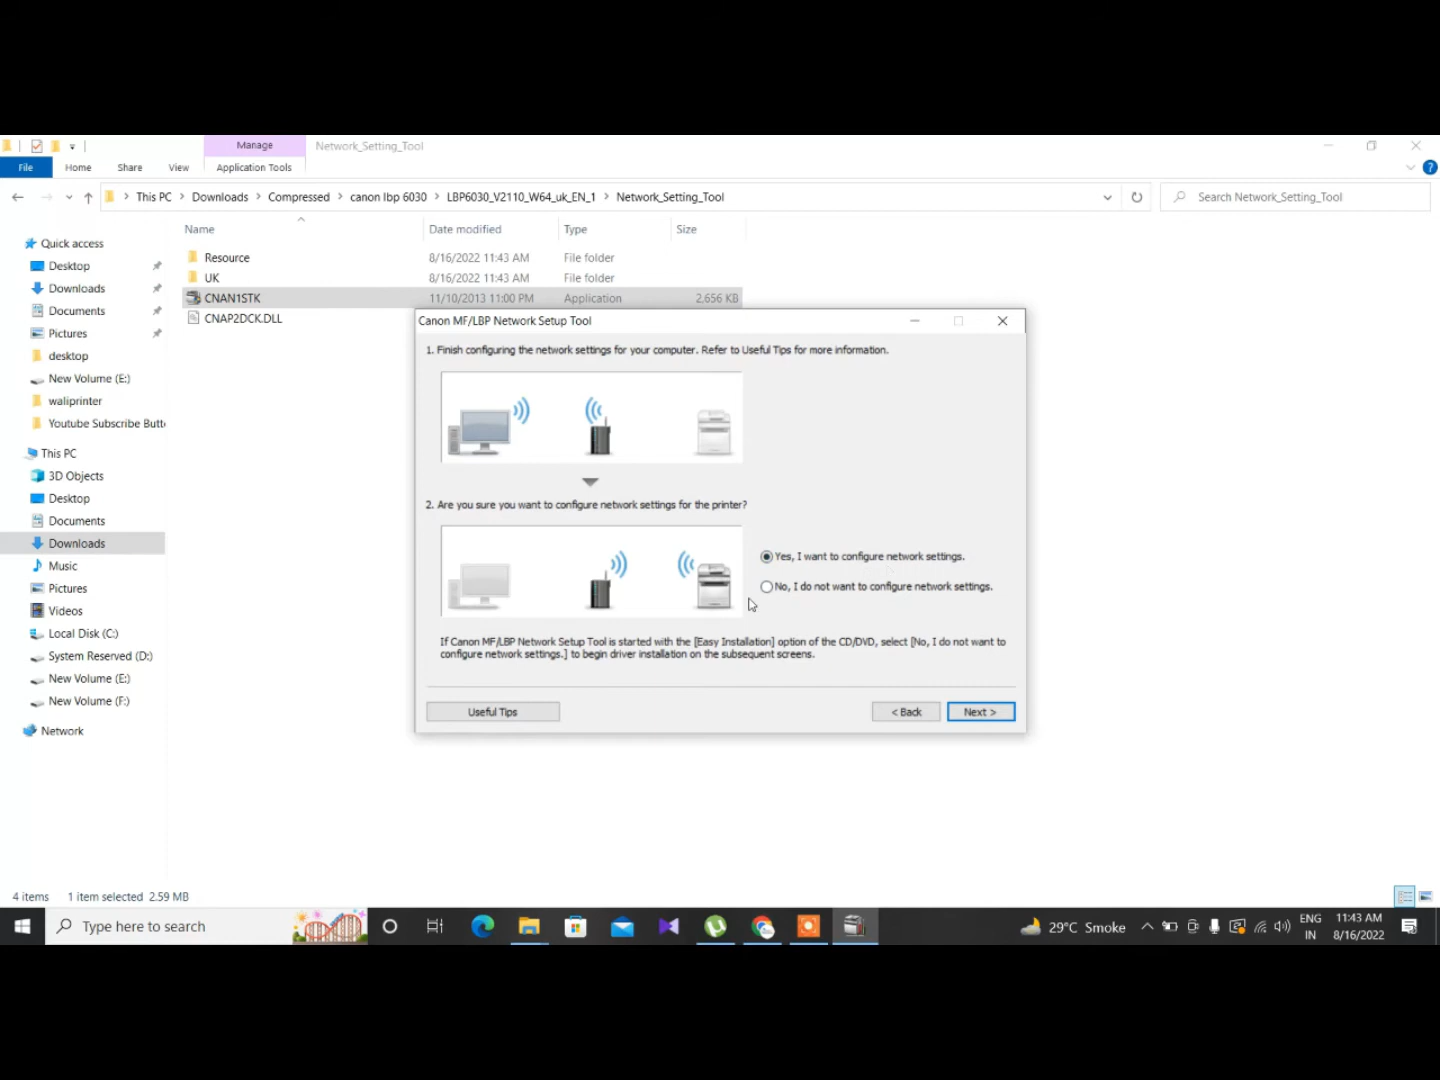 Manage
Network_Setting_Tool
File
Home
Share
View
Application Tools
This PC
Downloads
Compressed
canon lbp 6030
LBP6030_V2110_W64_uk_EN_1
Network_Setting_Tool
Search Network_Setting_Tool
Name
Date modified
Type
Size
Resource
8/16/2022 11:43 AM
File folder
UK
8/16/2022 11:43 AM
File folder
CNAN1STK
11/10/2013 11:00 PM
Application
2,656 KB
CNAP2DCK.DLL
Quick access
Desktop
Downloads
Documents
Pictures
desktop
New Volume (E:)
waliprinter
Youtube Subscribe Butt
This PC
3D Objects
Desktop
Documents
Downloads
Music
Pictures
Videos
Local Disk (C:)
System Reserved (D:)
New Volume (E:)
New Volume (F:)
Network
Canon MF/LBP Network Setup Tool
1. Finish configuring the network settings for your computer. Refer to Useful Tips for more information.
2. Are you sure you want to configure network settings for the printer?
Yes, I want to configure network settings.
No, I do not want to configure network settings.
If Canon MF/LBP Network Setup Tool is started with the [Easy Installation] option of the CD/DVD, select [No, I do not want to
configure network settings.] to begin driver installation on the subsequent screens.
Useful Tips
< Back
Next >
4 items
1 item selected 2.59 MB
Type here to search
29°C Smoke
ENG
IN
11:43 AM
8/16/2022